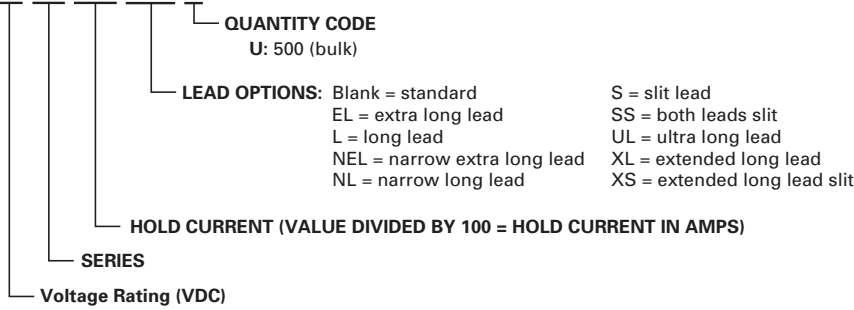 QUANTITY CODE
U: 500 (bulk)
LEAD OPTIONS: Blank = standard S = slit lead
EL = extra long lead SS = both leads slit
L = long lead UL = ultra long lead
NEL = narrow extra long lead XL = extended long lead
NL = narrow long lead XS = extended long lead slit
HOLD CURRENT (VALUE DIVIDED BY 100 = HOLD CURRENT IN AMPS)
SERIES
Voltage Rating (VDC)